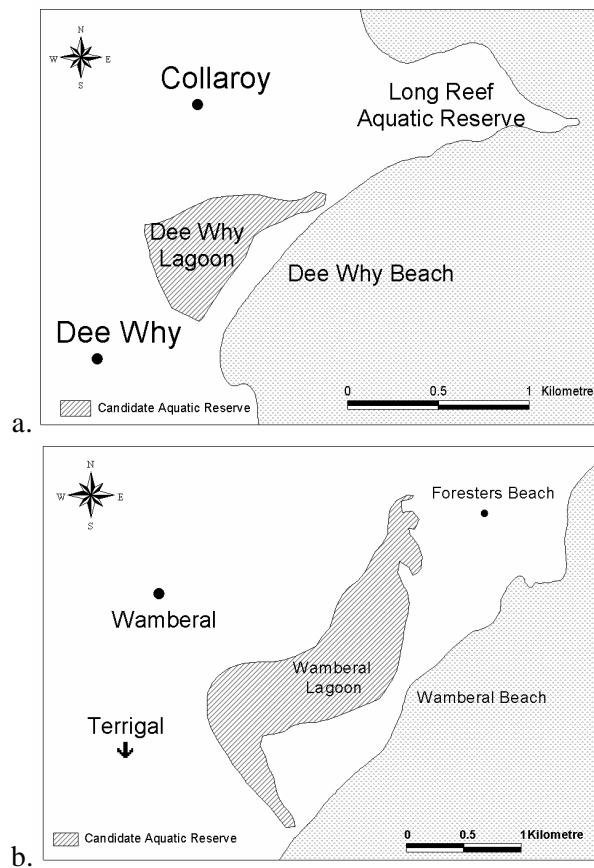 N
W E
S
Collaroy
Long Reef
Aquatic Reserve
Dee Why
Lagoon
Dee Why Beach
Dee Why
0 0.5 1 Kilometre
Candidate Aquatic Reserve
a.
N
W E
S
Foresters Beach
Wamberal
Wamberal
Lagoon
Wamberal Beach
Terrigal
0 0.5 1 Kilometre
Candidate Aquatic Reserve
b.